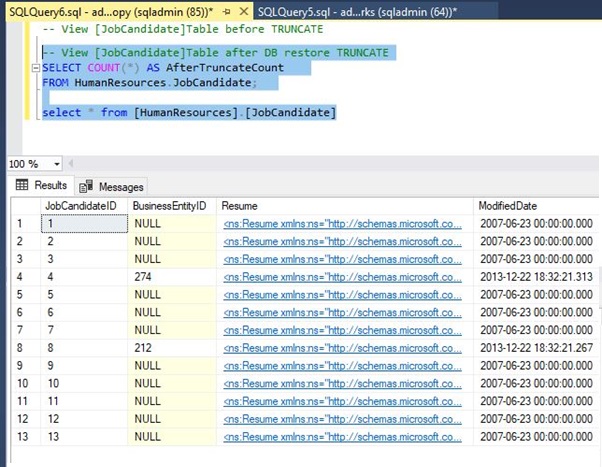 SQLQuery6.sql - ad...opy (sqladmin (85))* SQLQuery5.sql - ad...rks (sqladmin (64))*
-- View [JobCandidate]Table before TRUNCATE
-- View [JobCandidate]Table after DB restore TRUNCATE
SELECT COUNT(*) AS AfterTruncateCount
FROM HumanResources.JobCandidate;
select * from [HumanResources].[JobCandidate]
100 %
Results Messages
JobCandidateID BusinessEntityID Resume ModifiedDate
1 1 NULL <ns:Resume xmlns:ns="http://schemas.microsoft.co... 2007-06-23 00:00:00.000
2 2 NULL <ns:Resume xmlns:ns="http://schemas.microsoft.co... 2007-06-23 00:00:00.000
3 3 NULL <ns:Resume xmlns:ns="http://schemas.microsoft.co... 2007-06-23 00:00:00.000
4 4 274 <ns:Resume xmlns:ns="http://schemas.microsoft.co... 2013-12-22 18:32:21.313
5 5 NULL <ns:Resume xmlns:ns="http://schemas.microsoft.co... 2007-06-23 00:00:00.000
6 6 NULL <ns:Resume xmlns:ns="http://schemas.microsoft.co... 2007-06-23 00:00:00.000
7 7 NULL <ns:Resume xmlns:ns="http://schemas.microsoft.co... 2007-06-23 00:00:00.000
8 8 212 <ns:Resume xmlns:ns="http://schemas.microsoft.co... 2013-12-22 18:32:21.267
9 9 NULL <ns:Resume xmlns:ns="http://schemas.microsoft.co... 2007-06-23 00:00:00.000
10 10 NULL <ns:Resume xmlns:ns="http://schemas.microsoft.co... 2007-06-23 00:00:00.000
11 11 NULL <ns:Resume xmlns:ns="http://schemas.microsoft.co... 2007-06-23 00:00:00.000
12 12 NULL <ns:Resume xmlns:ns="http://schemas.microsoft.co... 2007-06-23 00:00:00.000
13 13 NULL <ns:Resume xmlns:ns="http://schemas.microsoft.co... 2007-06-23 00:00:00.000